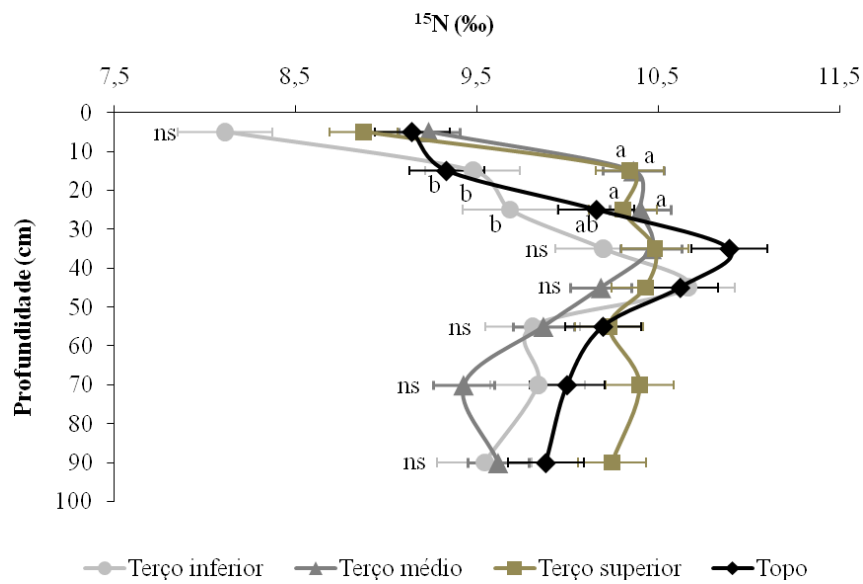 ¹⁵N (‰)
7,5 8,5 9,5 10,5 11,5
Profundidade (cm)
0
10
ns a a
20
b b
b ab a
30
ns
40
ns
50
ns
60
70
ns
80
90
ns
100
Terço inferior Terço médio Terço superior Topo